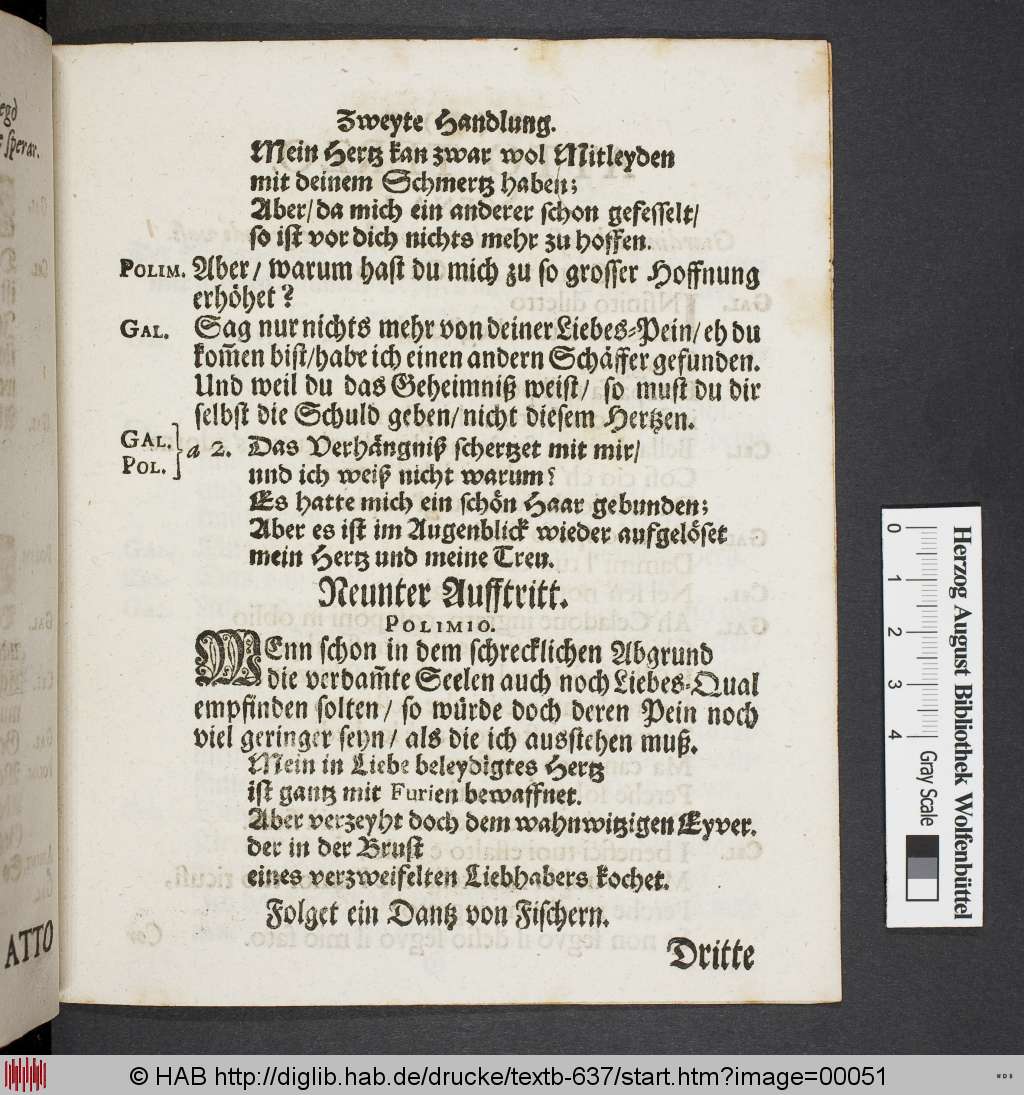 egd
sperar.
ATTO
Zweyte Handlung.
Mein Hertz kan zwar wol Mitleyden
mit deinem Schmertz haben;
Aber/ da mich ein anderer schon gefesselt/
so ist vor dich nichts mehr zu hoffen.
POLIM. Aber/ warum hast du mich zu so grosser Hoffnung
erhöhet?
GAL. Sag nur nichts mehr von deiner Liebes-Pein/ eh du
kom̃en bist/ habe ich einen andern Schäffer gefunden.
Und weil du das Geheimniß weist/ so must du dir
selbst die Schuld geben/ nicht diesem Hertzen.
GAL. } a 2. Das Verhängniß schertzet mit mir/
POL. und ich weiß nicht warum?
Es hatte mich ein schön Haar gebunden;
Aber es ist im Augenblick wieder aufgelöset
mein Hertz und meine Treu.
Neunter Aufftritt.
POLIMIO.
WEnn schon in dem schrecklichen Abgrund
die verdam̃te Seelen auch noch Liebes-Qual
empfinden solten/ so würde doch deren Pein noch
viel geringer seyn/ als die ich ausstehen muß.
Mein in Liebe beleydigtes Hertz
ist gantz mit Furien bewaffnet.
Aber verzeyht doch dem wahnwitzigen Eyver.
der in der Brust
eines verzweifelten Liebhabers kochet.
Folget ein Dantz von Fischern.
Dritte
0 1 2 3 4
Herzog August Bibliothek Wolfenbüttel
Gray Scale
© HAB http://diglib.hab.de/drucke/textb-637/start.htm?image=00051